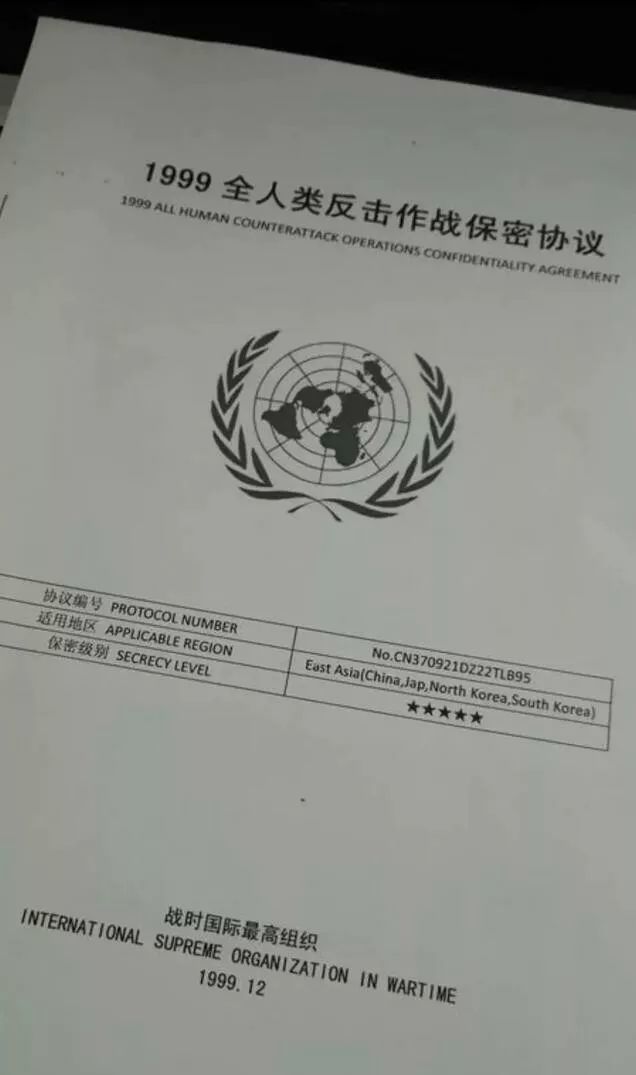 1999 全人类反击作战保密协议
1999 ALL HUMAN COUNTERATTACK OPERATIONS CONFIDENTIALITY AGREEMENT
协议编号 PROTOCOL NUMBER No.CN370921DZ22TLB95
适用地区 APPLICABLE REGION East Asia(China,Jap,North Korea,South Korea)
保密级别 SECRECY LEVEL ★★★★★
战时国际最高组织
INTERNATIONAL SUPREME ORGANIZATION IN WARTIME
1999.12